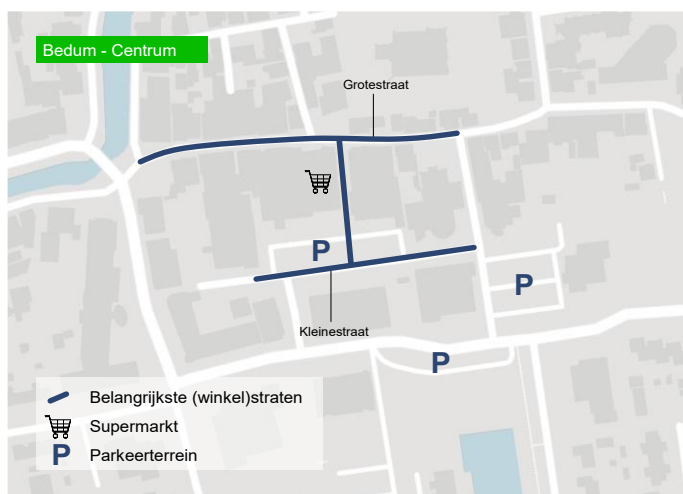 Bedum - Centrum
Grotestraat
P
P
Kleinestraat
P
Belangrijkste (winkel)straten
Supermarkt
P Parkeerterrein